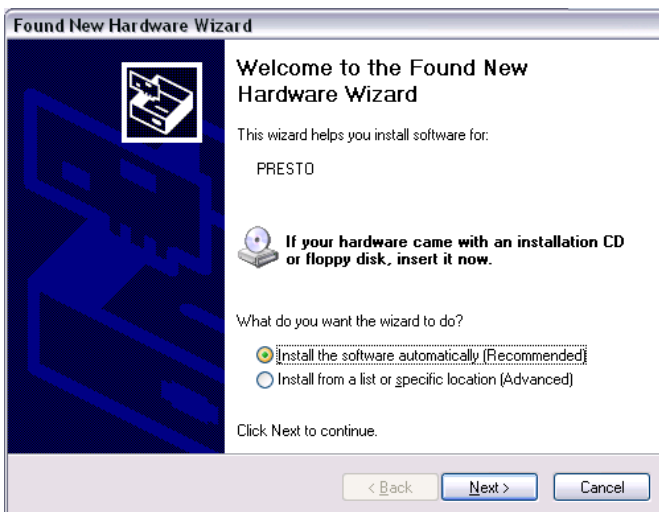 Found New Hardware Wizard
Welcome to the Found New
Hardware Wizard
This wizard helps you install software for:
PRESTO
If your hardware came with an installation CD
or floppy disk, insert it now.
What do you want the wizard to do?
Install the software automatically (Recommended)
Install from a list or specific location (Advanced)
Click Next to continue.
< Back
Next >
Cancel